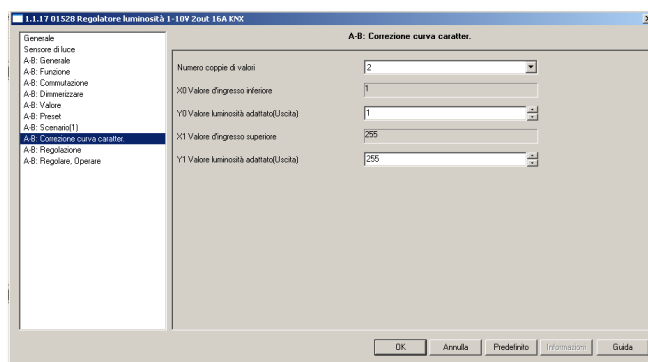 1.1.17 01528 Regolatore luminosità 1-10V 2out 16A KNX
Generale
Sensore di luce
A-B: Generale
A-B: Funzione
A-B: Commutazione
A-B: Dimmerizzare
A-B: Valore
A-B: Preset
A-B: Scenario(1)
A-B: Correzione curva caratter.
A-B: Regolazione
A-B: Regolare, Operare
A-B: Correzione curva caratter.
Numero coppie di valori 2
X0 Valore d'ingresso inferiore 1
Y0 Valore luminosità adattato(Uscita) 1
X1 Valore d'ingresso superiore 255
Y1 Valore luminosità adattato(Uscita) 255
OK Annulla Predefinito Informazioni Guida